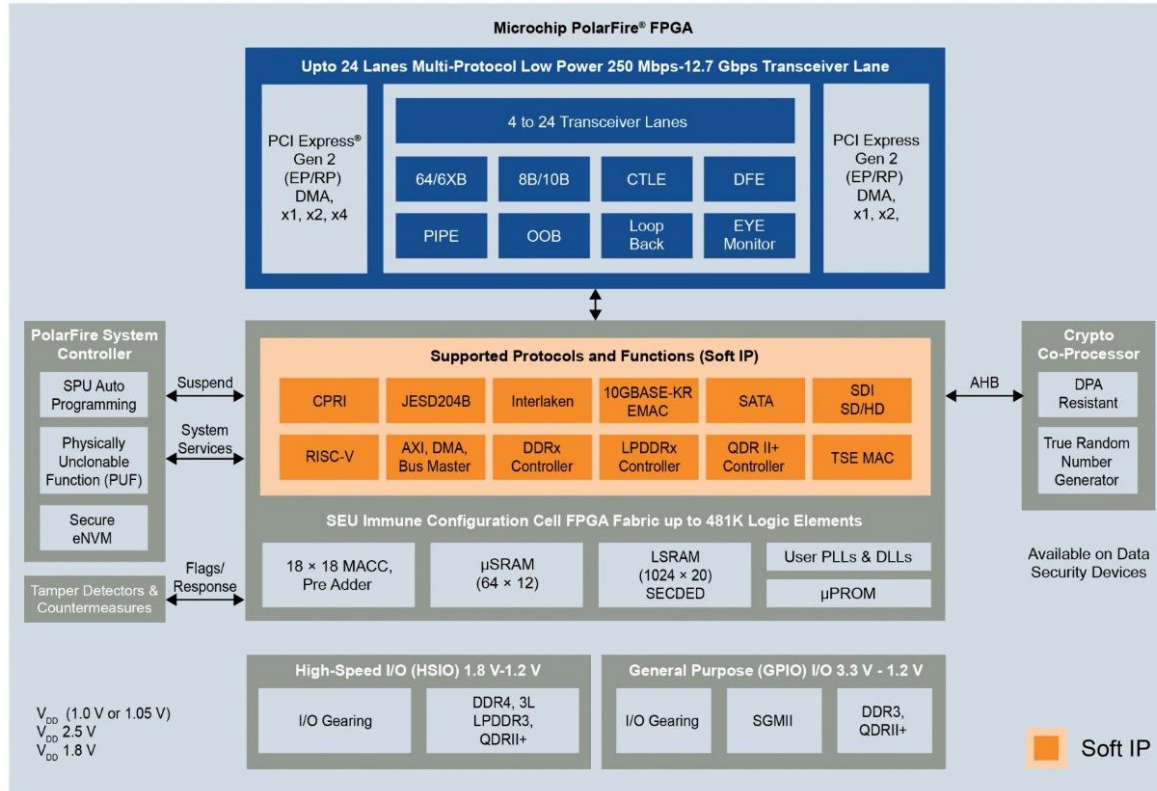 Microchip PolarFire® FPGA
Upto 24 Lanes Multi-Protocol Low Power 250 Mbps-12.7 Gbps Transceiver Lane
PCI Express®
Gen 2
(EP/RP)
DMA,
x1, x2, x4
4 to 24 Transceiver Lanes
64/6XB
8B/10B
CTLE
DFE
PIPE
OOB
Loop
Back
EYE
Monitor
PCI Express
Gen 2
(EP/RP)
DMA,
x1, x2,
PolarFire System
Controller
SPU Auto
Programming
Physically
Unclonable
Function (PUF)
Secure
eNVM
Tamper Detectors &
Countermeasures
Suspend
System
Services
Flags/
Response
Supported Protocols and Functions (Soft IP)
CPRI
JESD204B
Interlaken
10GBASE-KR
EMAC
SATA
SDI
SD/HD
RISC-V
AXI, DMA,
Bus Master
DDRx
Controller
LPDDRx
Controller
QDR II+
Controller
TSE MAC
SEU Immune Configuration Cell FPGA Fabric up to 481K Logic Elements
18 × 18 MACC,
Pre Adder
µSRAM
(64 × 12)
LSRAM
(1024 × 20)
SECDED
User PLLs & DLLs
µPROM
AHB
Crypto
Co-Processor
DPA
Resistant
True Random
Number
Generator
Available on Data
Security Devices
High-Speed I/O (HSIO) 1.8 V-1.2 V
I/O Gearing
DDR4, 3L
LPDDR3,
QDRII+
General Purpose (GPIO) I/O 3.3 V - 1.2 V
I/O Gearing
SGMII
DDR3,
QDRII+
VDD (1.0 V or 1.05 V)
VDD 2.5 V
VDD 1.8 V
Soft IP